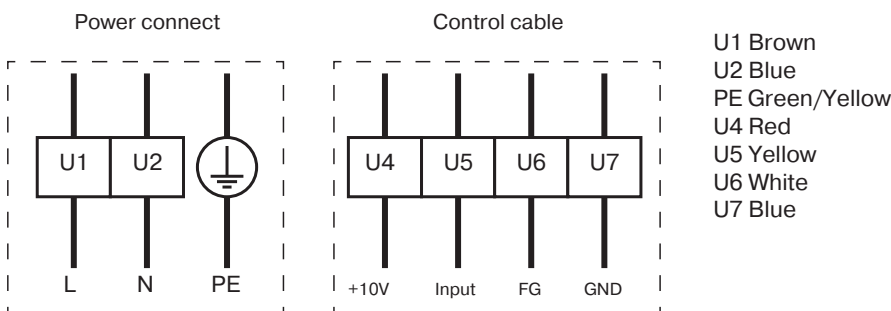 Power connect
Control cable
U1 Brown
U2 Blue
PE Green/Yellow
U4 Red
U5 Yellow
U6 White
U7 Blue
U1 U2
U4 U5 U6 U7
L N PE
+10V Input FG GND